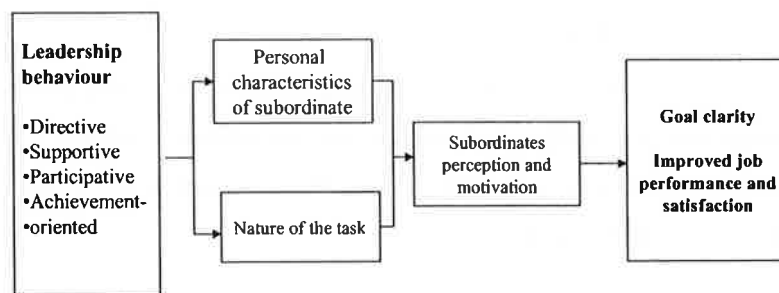 Leadership
behaviour
•Directive
•Supportive
•Participative
•Achievement-
•oriented
Personal
characteristics
of subordinate
Nature of the task
Subordinates
perception and
motivation
Goal clarity
Improved job
performance and
satisfaction